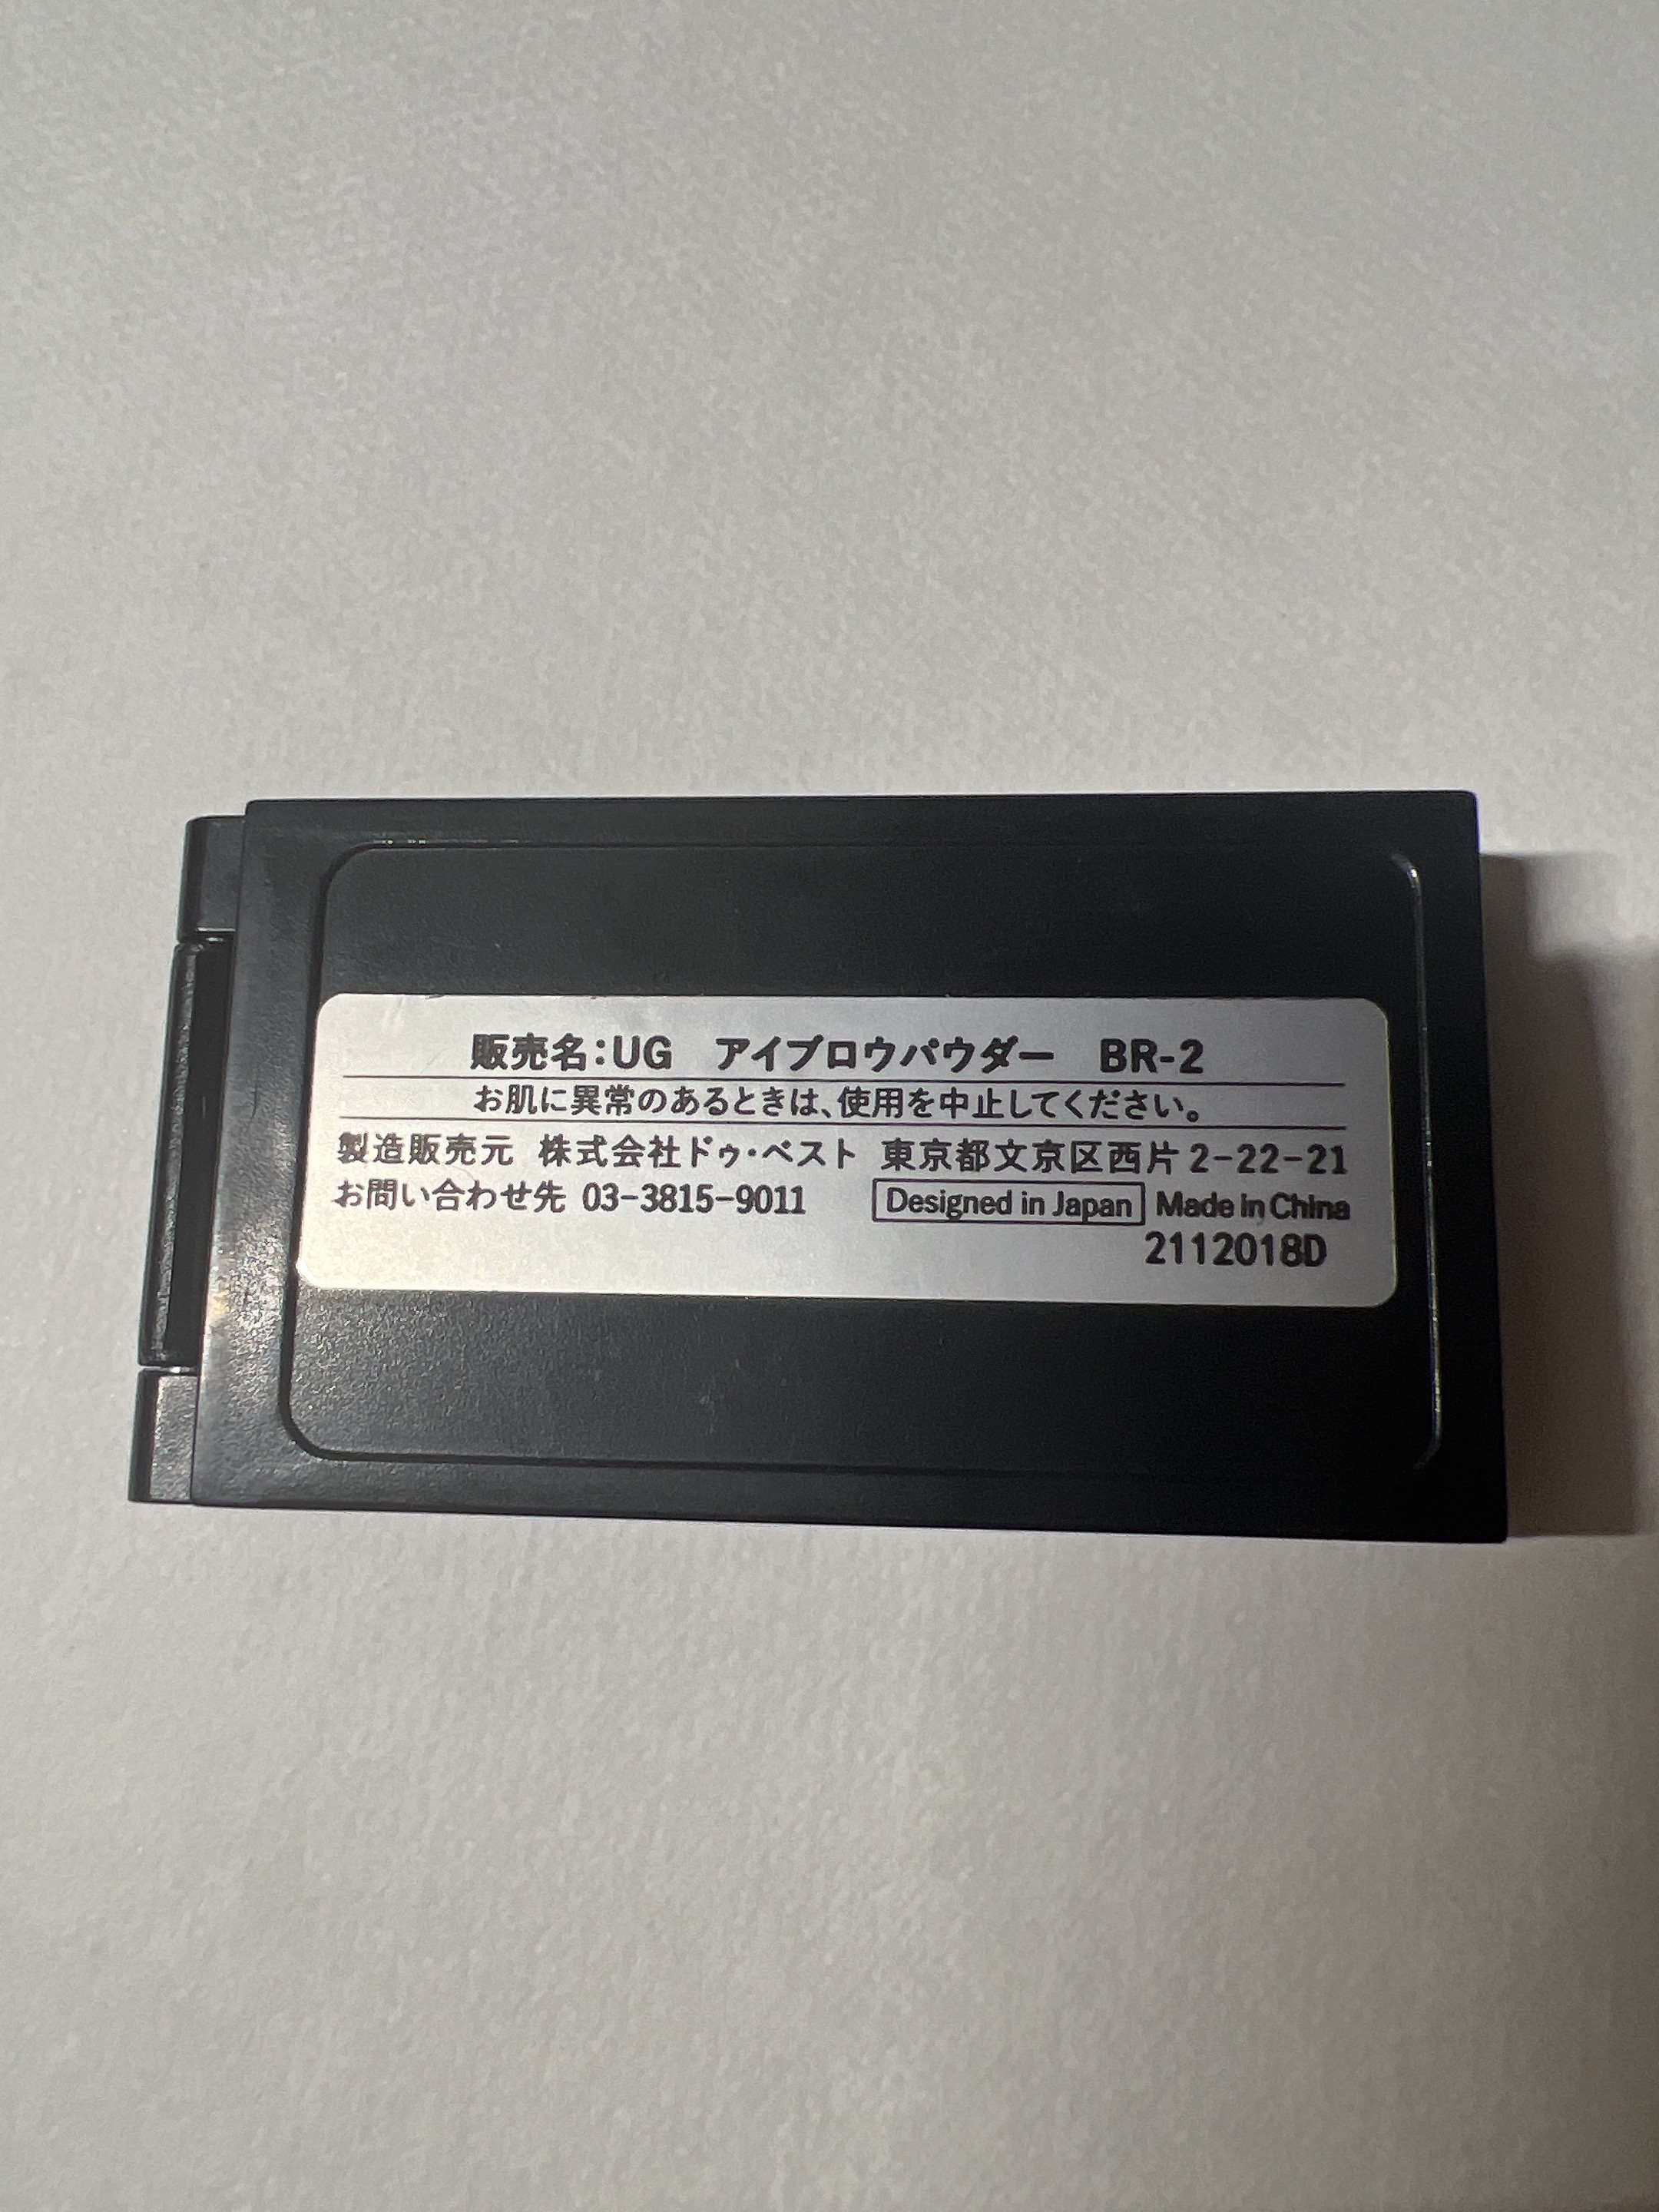 販売名：UG　アイブロウパウダー　BR-2
お肌に異常のあるときは、使用を中止してください。
製造販売元　株式会社ドゥ・ベスト　東京都文京区西片2-22-21
お問い合わせ先 03-3815-9011　Designed in Japan Made in China
2112018D